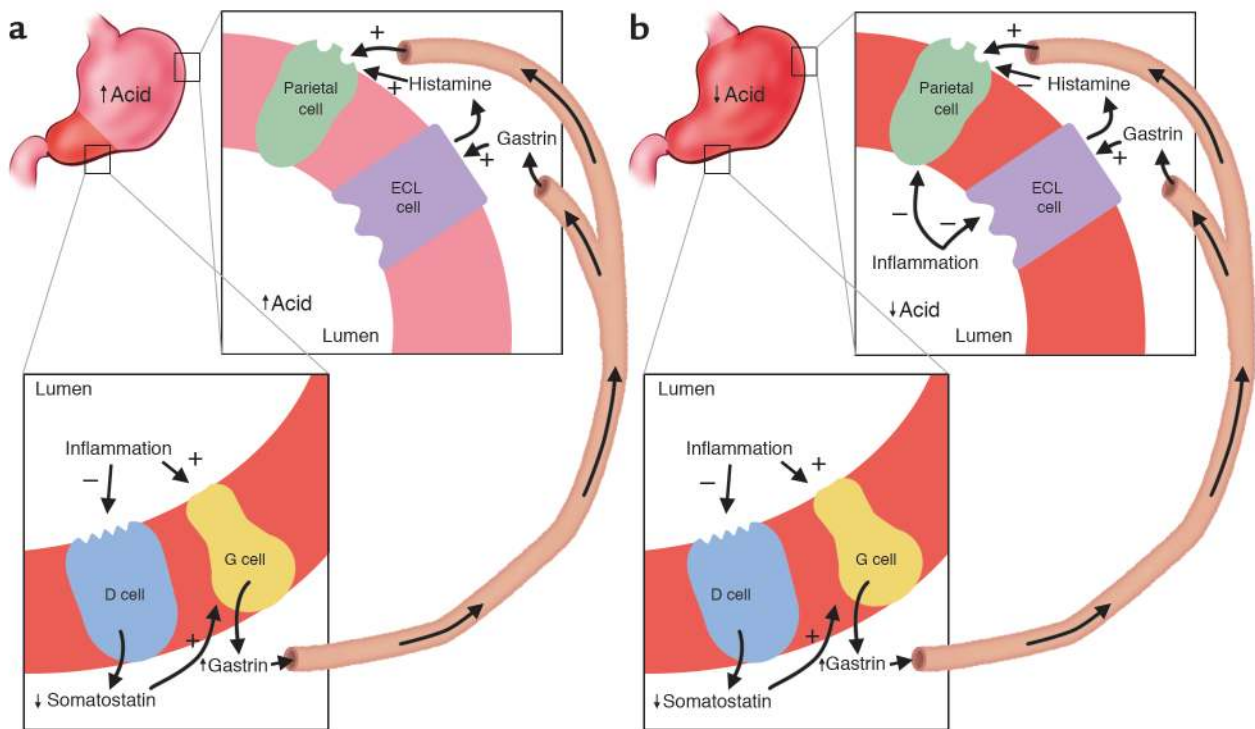 a
↑Acid
Parietal
cell
+
+
Histamine
Gastrin
+
ECL
cell
↑Acid
Lumen
Lumen
Inflammation
−
+
D cell
G cell
+
↑Gastrin
↓Somatostatin
b
↓Acid
Parietal
cell
+
−
Histamine
Gastrin
+
ECL
cell
−
−
Inflammation
↓Acid
Lumen
Lumen
Inflammation
−
+
D cell
G cell
+
↑Gastrin
↓Somatostatin